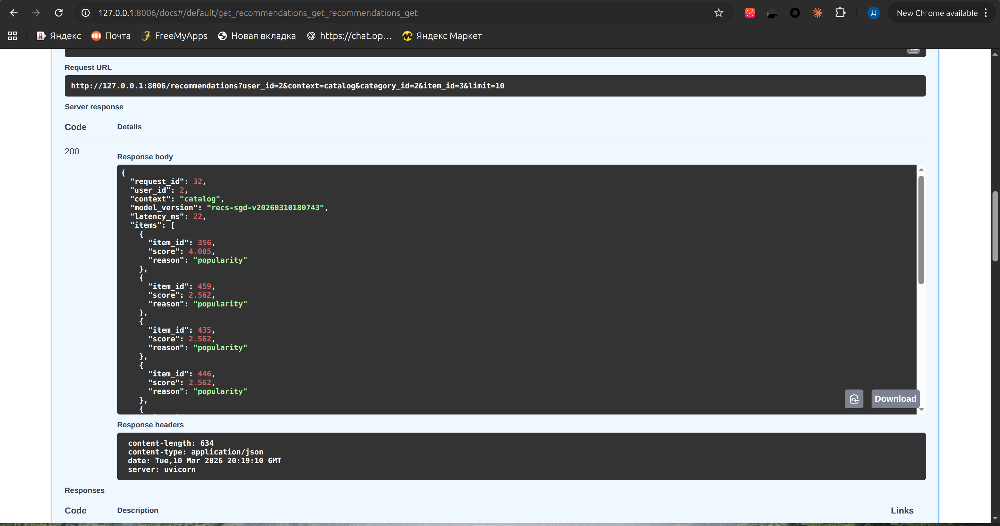 127.0.0.1:8006/docs#/default/get_recommendations_get_recommendations_get
Д
New Chrome available
Яндекс
Почта
FreeMyApps
Новая вкладка
https://chat.op...
Яндекс Маркет
Request URL
http://127.0.0.1:8006/recommendations?user_id=2&context=catalog&category_id=2&item_id=3&limit=10
Server response
Code Details
200
Response body
{
  "request_id": 32,
  "user_id": 2,
  "context": "catalog",
  "model_version": "recs-sgd-v20260310180743",
  "latency_ms": 22,
  "items": [
    {
      "item_id": 356,
      "score": 4.085,
      "reason": "popularity"
    },
    {
      "item_id": 459,
      "score": 2.562,
      "reason": "popularity"
    },
    {
      "item_id": 435,
      "score": 2.562,
      "reason": "popularity"
    },
    {
      "item_id": 446,
      "score": 2.562,
      "reason": "popularity"
    },
    {
Download
Response headers
content-length: 634
content-type: application/json
date: Tue,10 Mar 2026 20:19:10 GMT
server: uvicorn
Responses
Code Description Links